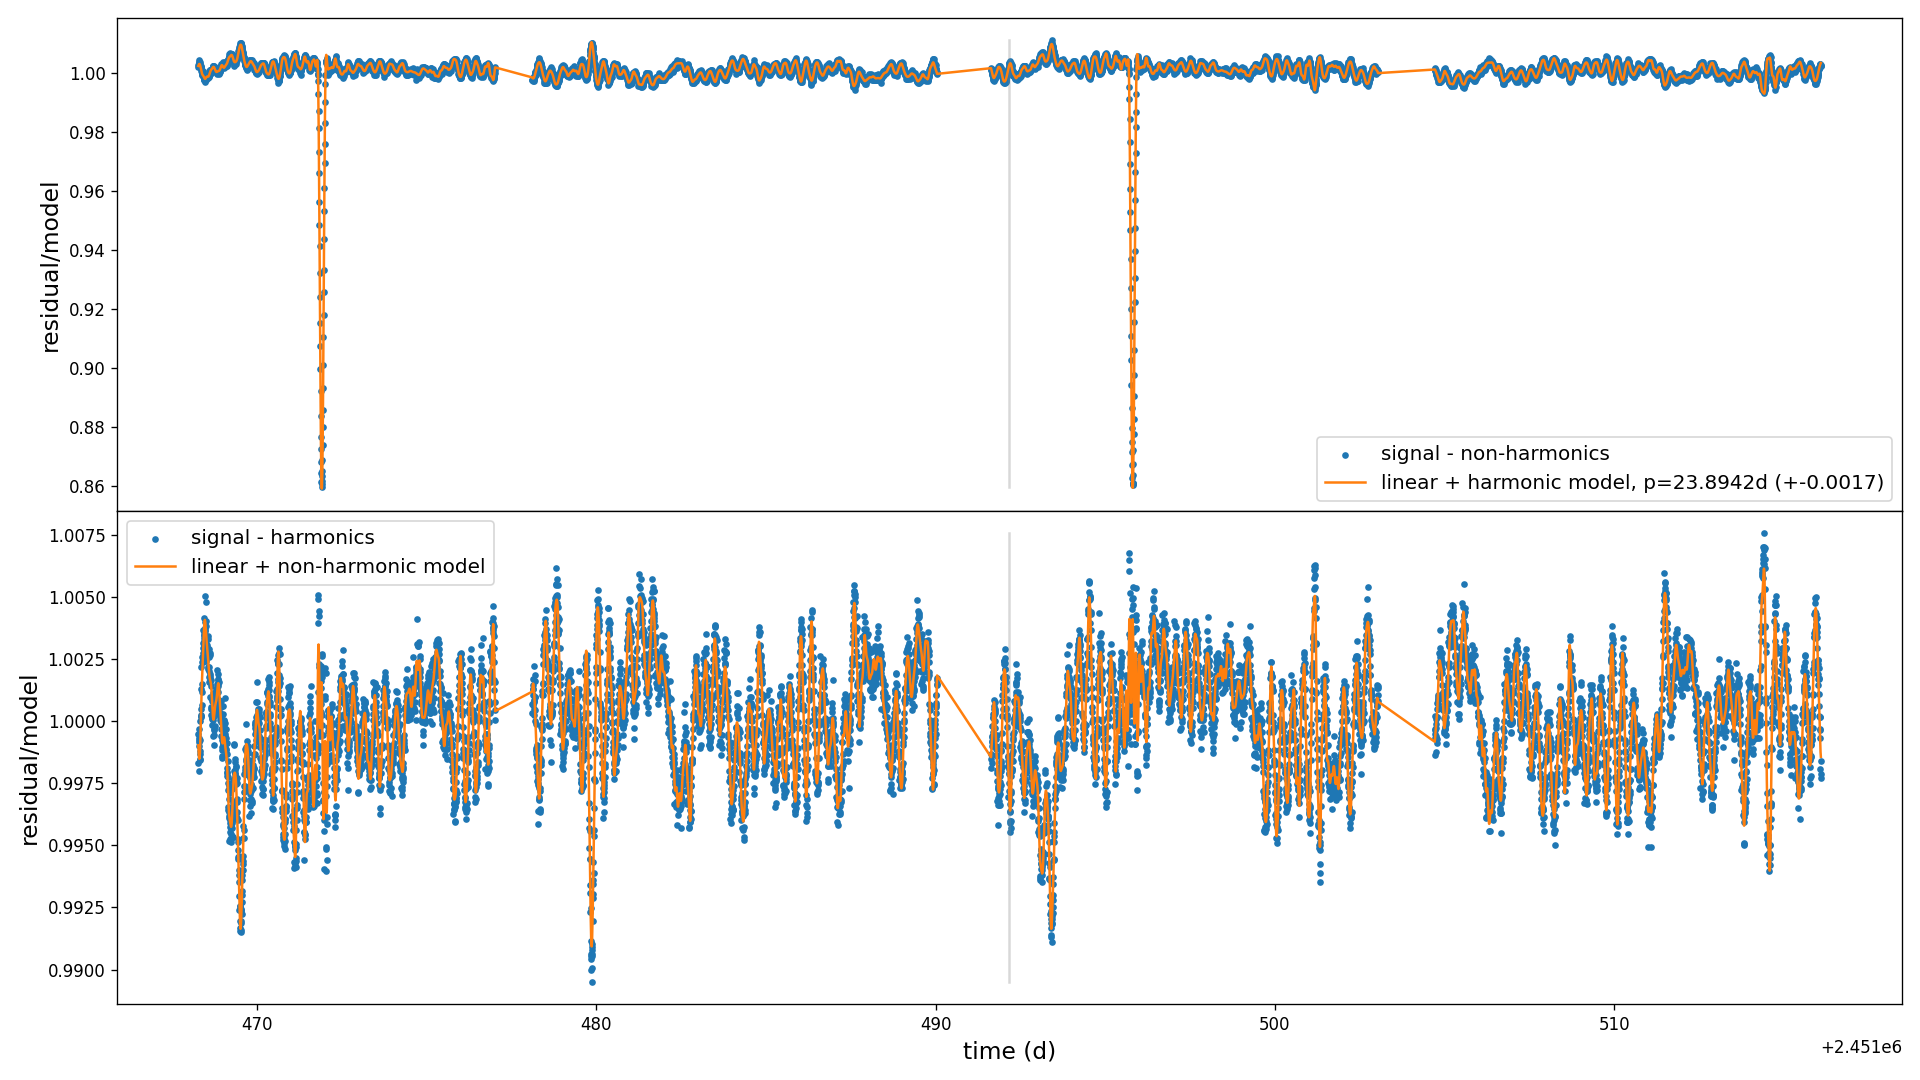 1.00
0.98
0.96
0.94
0.92
0.90
0.88
0.86
residual/model
signal - non-harmonics
linear + harmonic model, p=23.8942d (+-0.0017)
1.0075
1.0050
1.0025
1.0000
0.9975
0.9950
0.9925
0.9900
residual/model
signal - harmonics
linear + non-harmonic model
470
480
490
500
510
time (d)
+2.451e6